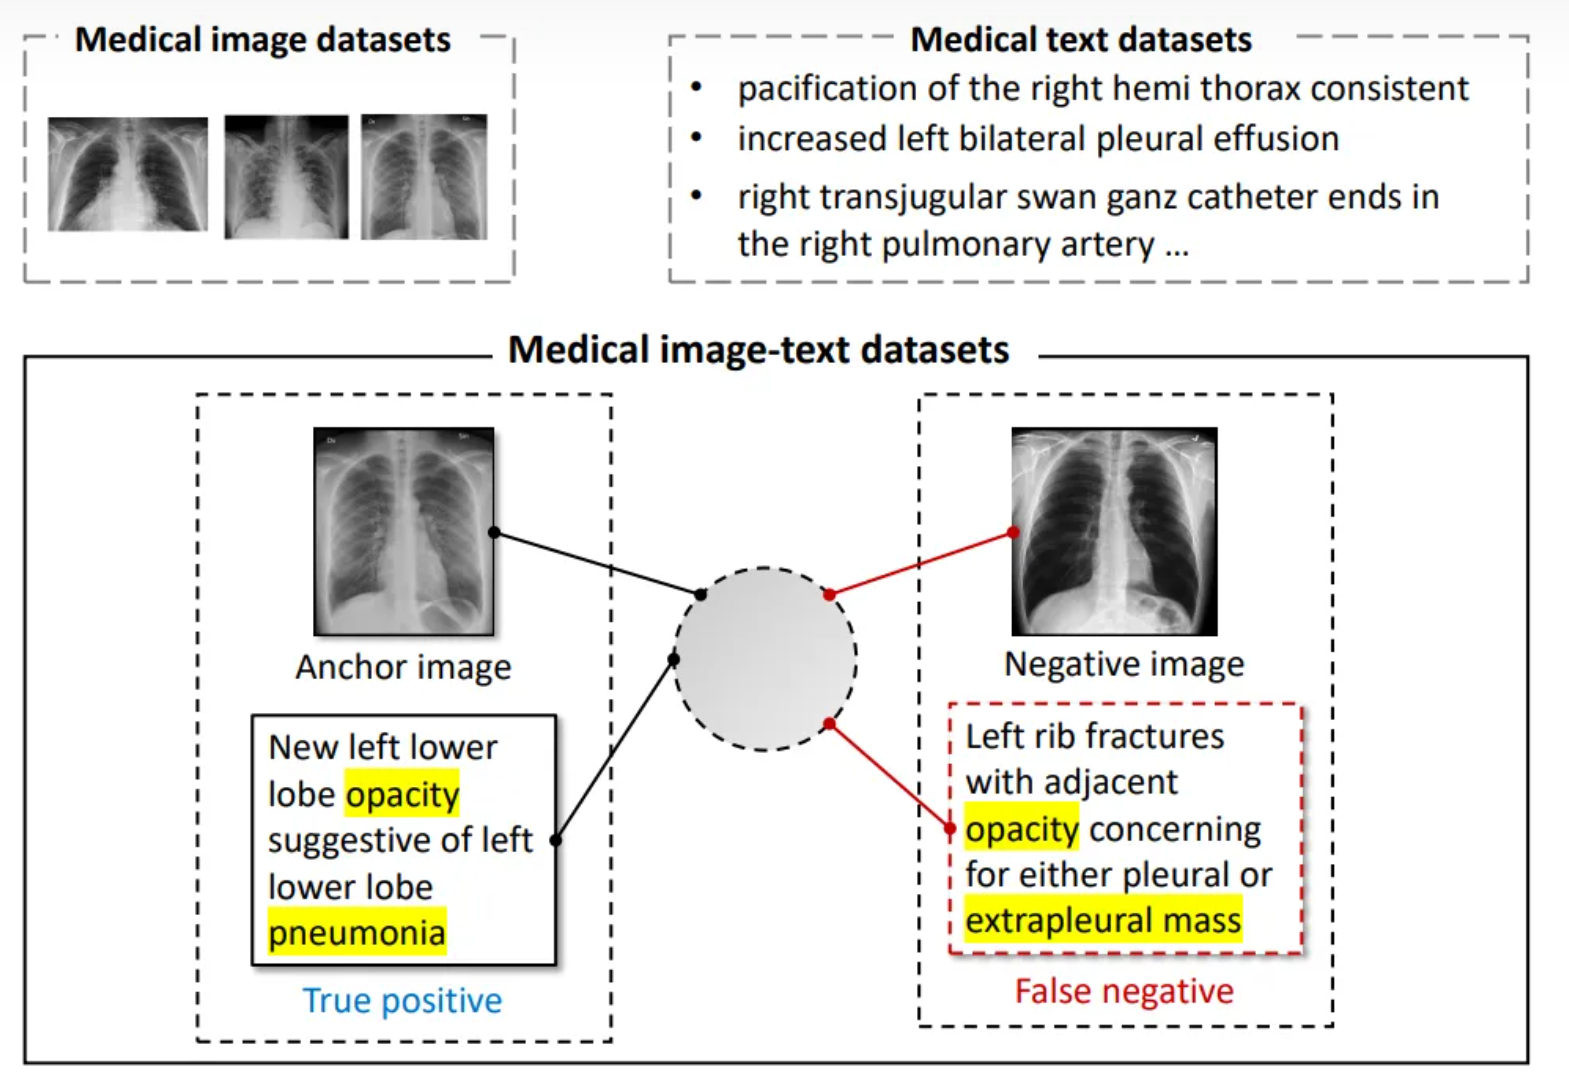 Medical image datasets
Medical text datasets
• pacification of the right hemi thorax consistent
• increased left bilateral pleural effusion
• right transjugular swan ganz catheter ends in
the right pulmonary artery ...
Medical image-text datasets
Anchor image
New left lower
lobe opacity
suggestive of left
lower lobe
pneumonia
True positive
Negative image
Left rib fractures
with adjacent
opacity concerning
for either pleural or
extrapleural mass
False negative